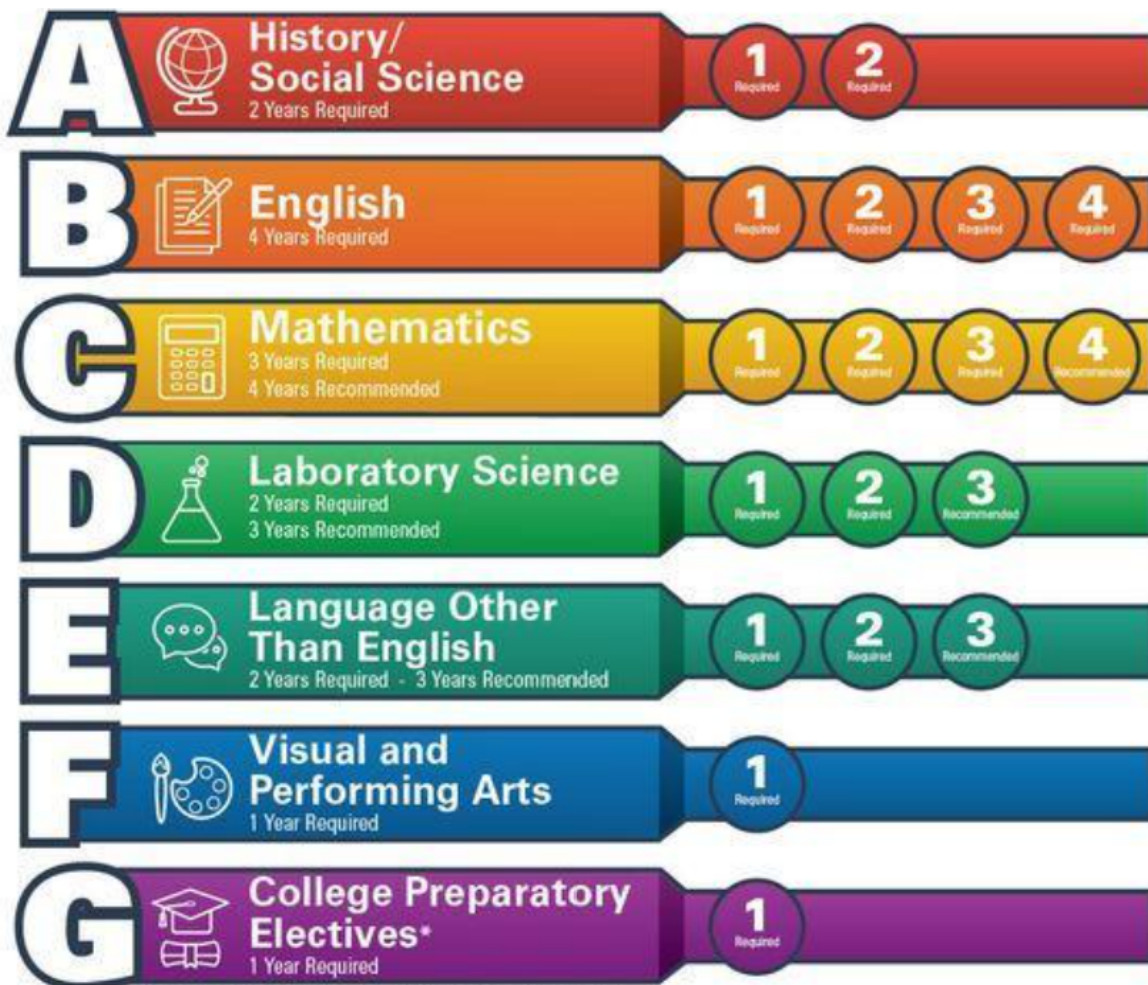 A
History/
Social Science
2 Years Required
1
Required
2
Required
B
English
4 Years Required
1
Required
2
Required
3
Required
4
Required
C
Mathematics
3 Years Required
4 Years Recommended
1
Required
2
Required
3
Required
4
Recommended
D
Laboratory Science
2 Years Required
3 Years Recommended
1
Required
2
Required
3
Recommended
E
Language Other
Than English
2 Years Required - 3 Years Recommended
1
Required
2
Required
3
Recommended
F
Visual and
Performing Arts
1 Year Required
1
Required
G
College Preparatory
Electives*
1 Year Required
1
Required